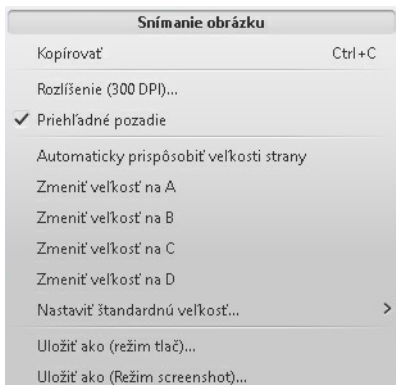 Snímanie obrázku
Kopírovať Ctrl+C
Rozlíšenie (300 DPI)...
Priehľadné pozadie
Automaticky prispôsobiť veľkosti strany
Zmeniť veľkosť na A
Zmeniť veľkosť na B
Zmeniť veľkosť na C
Zmeniť veľkosť na D
Nastaviť štandardnú veľkosť...
Uložiť ako (režim tlač)...
Uložiť ako (Režim screenshot)...